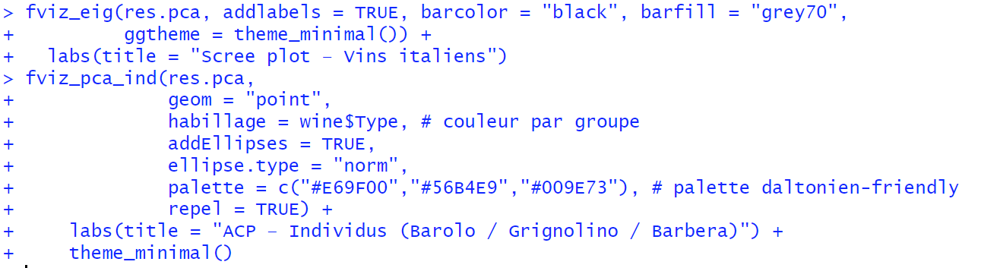 > fviz_eig(res.pca, addlabels = TRUE, barcolor = "black", barfill = "grey70",
+          ggtheme = theme_minimal()) +
+   labs(title = "Scree plot – Vins italiens")
> fviz_pca_ind(res.pca,
+              geom = "point",
+              habillage = wine$Type, # couleur par groupe
+              addEllipses = TRUE,
+              ellipse.type = "norm",
+              palette = c("#E69F00","#56B4E9","#009E73"), # palette daltonien-friendly
+              repel = TRUE) +
+     labs(title = "ACP – Individus (Barolo / Grignolino / Barbera)") +
+     theme_minimal()